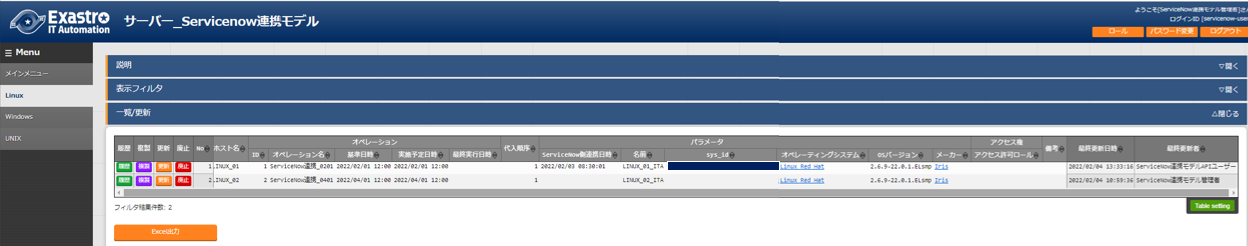 Exastro
IT Automation
サーバー_Servicenow連携モデル
ようこそ[ServiceNow連携モデル管理者]さ
ログインID [servicenow-use
ロール パスワード変更 ログアウト
Menu
メインメニュー
Linux
Windows
UNIX
説明 ▽開く
表示フィルタ ▽開く
一覧/更新 △閉じる
オペレーション パラメータ アクセス権
履歴 複製 更新 廃止 No ホスト名 ID オペレーション名 基準日時 実施予定日時 最終実行日時 代入順序 ServiceNow側連携日時 名前 sys_id オペレーティングシステム OSバージョン メーカー アクセス許可ロール 備考 最終更新日時 最終更新者
履歴 複製 更新 廃止 1 LINUX_01 1 ServiceNow連携_0201 2022/02/01 12:00 2022/02/01 12:00 1 2022/02/03 08:30:01 LINUX_01_ITA Linux Red Hat 2.6.9-22.0.1.ELsmp Iris 2022/02/04 13:33:16 ServiceNow連携モデルAPIユーザー
履歴 複製 更新 廃止 2 LINUX_02 2 ServiceNow連携_0401 2022/04/01 12:00 2022/04/01 12:00 1 LINUX_02_ITA Linux Red Hat 2.6.9-22.0.1.ELsmp Iris 2022/02/04 10:59:36 ServiceNow連携モデル管理者
フィルタ結果件数: 2
Table setting
Excel出力